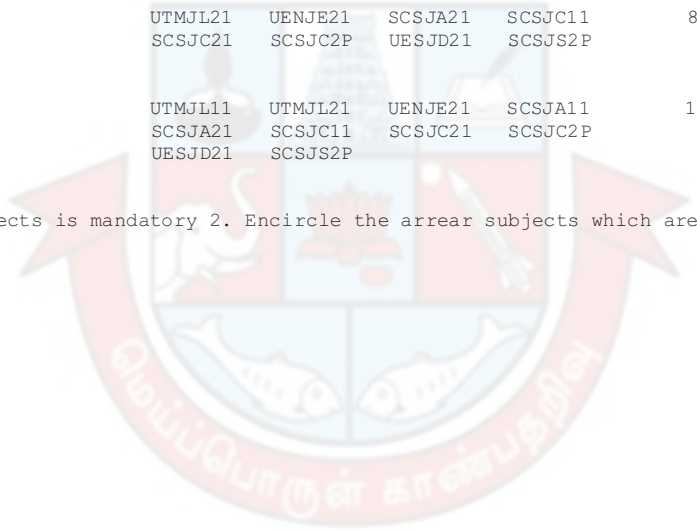 UTMJL21 UENJE21 SCSJA21 SCSJC11 8
SCSJC21 SCSJC2P UESJD21 SCSJS2P
UTMJL11 UTMJL21 UENJE21 SCSJA11 1
SCSJA21 SCSJC11 SCSJC21 SCSJC2P
UESJD21 SCSJS2P
ects is mandatory 2. Encircle the arrear subjects which are
மெய்ப்பொருள் காண்பதறிவு